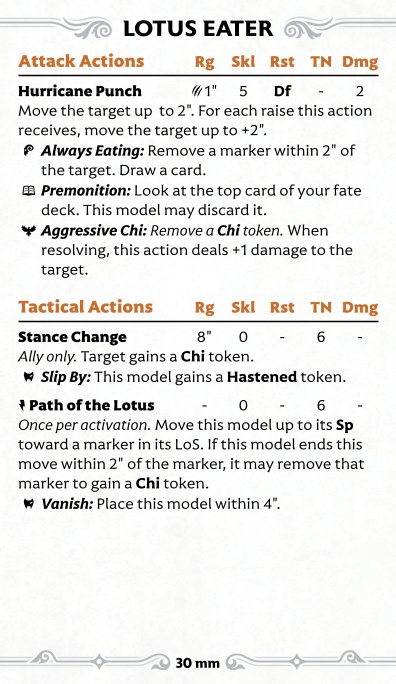 LOTUS EATER
Attack Actions Rg Skl Rst TN Dmg
Hurricane Punch 1" 5 Df - 2
Move the target up to 2". For each raise this action
receives, move the target up to +2".
Always Eating: Remove a marker within 2" of
the target. Draw a card.
Premonition: Look at the top card of your fate
deck. This model may discard it.
Aggressive Chi: Remove a Chi token. When
resolving, this action deals +1 damage to the
target.
Tactical Actions Rg Skl Rst TN Dmg
Stance Change 8" 0 - 6 -
Ally only. Target gains a Chi token.
Slip By: This model gains a Hastened token.
Path of the Lotus - 0 - 6 -
Once per activation. Move this model up to its Sp
toward a marker in its LoS. If this model ends this
move within 2" of the marker, it may remove that
marker to gain a Chi token.
Vanish: Place this model within 4".
30 mm